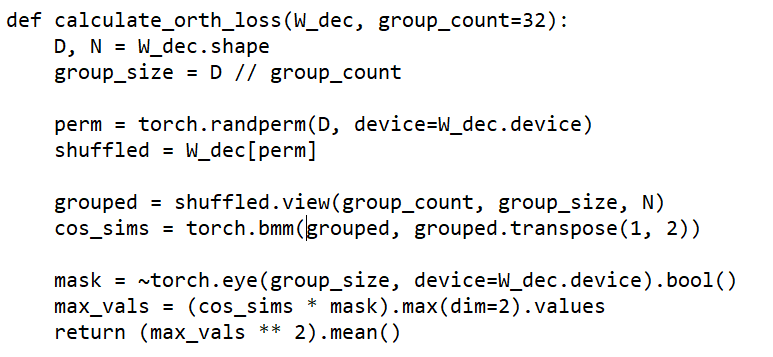 def calculate_orth_loss(W_dec, group_count=32):
    D, N = W_dec.shape
    group_size = D // group_count

    perm = torch.randperm(D, device=W_dec.device)
    shuffled = W_dec[perm]

    grouped = shuffled.view(group_count, group_size, N)
    cos_sims = torch.bmm(grouped, grouped.transpose(1, 2))

    mask = ~torch.eye(group_size, device=W_dec.device).bool()
    max_vals = (cos_sims * mask).max(dim=2).values
    return (max_vals ** 2).mean()